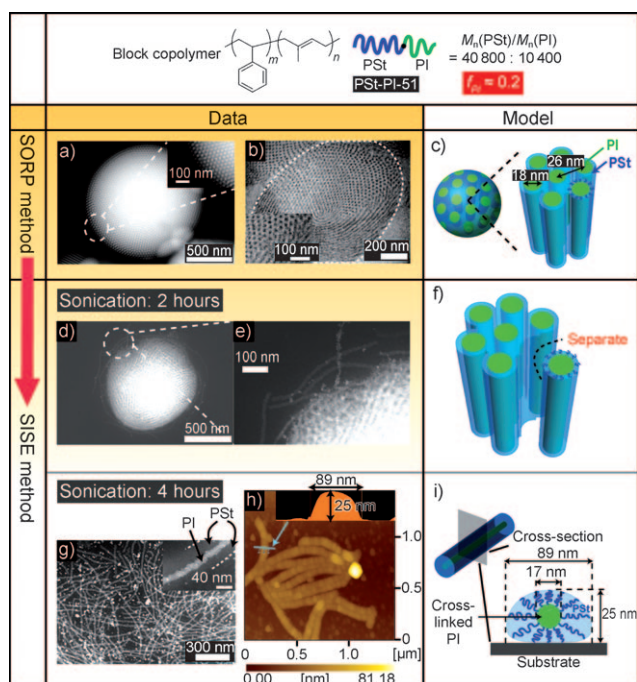 Block copolymer
m
n
PSt PI
PSt-PI-51
Mn(PSt)/Mn(PI)
= 40 800 : 10 400
fPI ≈ 0.2
Data
Model
SORP method
SISE method
a)
100 nm
500 nm
b)
100 nm
200 nm
c)
26 nm
18 nm
PI
PSt
Sonication: 2 hours
d)
500 nm
e)
100 nm
f)
Separate
Sonication: 4 hours
g)
PI
PSt
40 nm
300 nm
h)
89 nm
25 nm
1.0
0.5
0
0 0.5 1.0 [µm]
0.00 [nm] 81.18
i)
Cross-section
89 nm
17 nm
Cross-
linked
PI
PSt
25 nm
Substrate